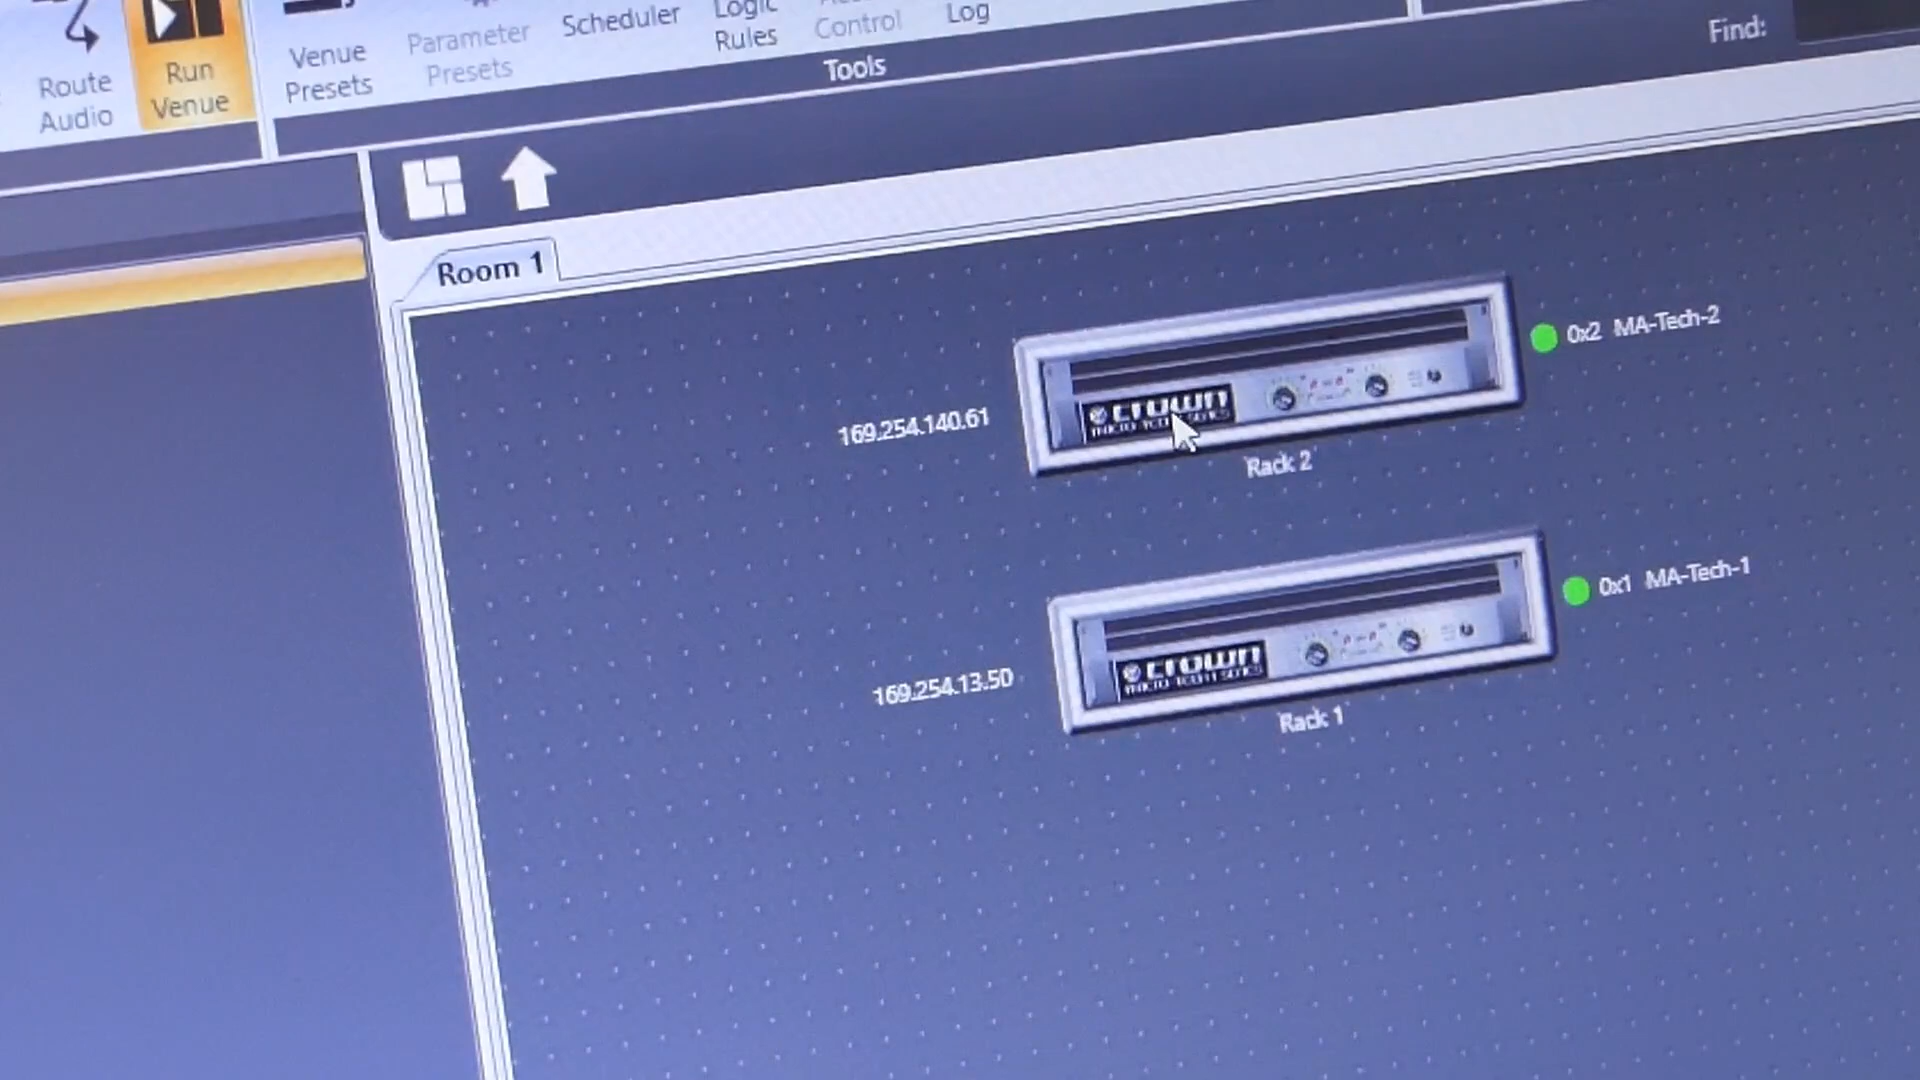 Route
Audio
Run
Venue
Venue
Presets
Parameter
Presets
Scheduler
Logic
Rules
Control
Log
Tools
Find:
Room 1
0x2 MA-Tech-2
crown
169.254.140.61
Rack 2
0x1 MA-Tech-1
crown
169.254.13.50
Rack 1